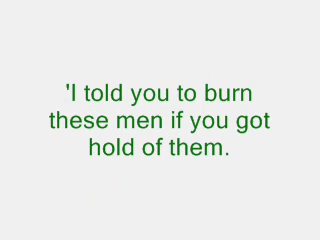 'I told you to burn
these men if you got
hold of them.